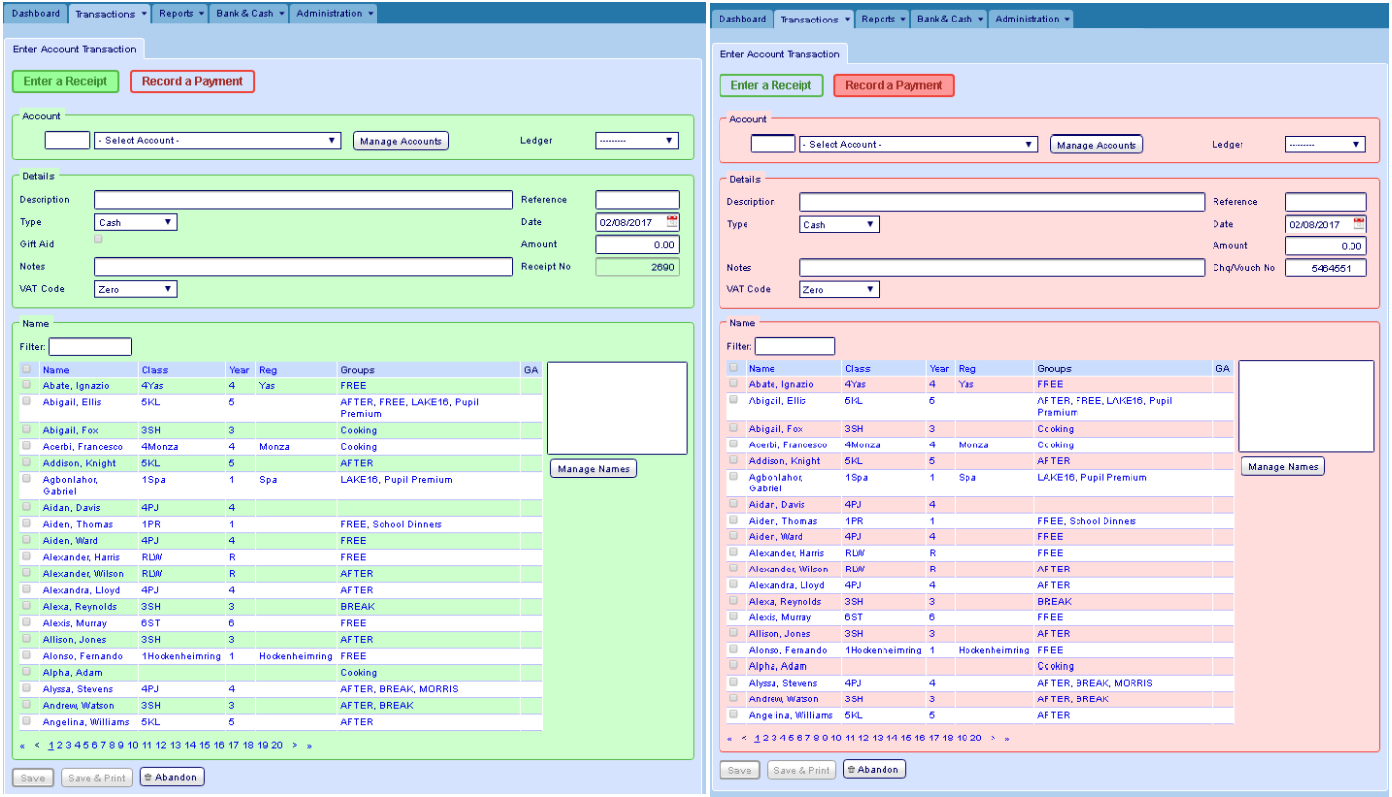 Dashboard Transactions Reports Bank & Cash Administration
Enter Account Transaction
Enter a Receipt Record a Payment
Account
- Select Account - Manage Accounts Ledger ---------
Details
Description Reference
Type Cash Date 02/08/2017
Gift Aid Amount 0.00
Notes Receipt No 2690
VAT Code Zero
Name
Filter:
Name Class Year Reg Groups GA
Abate, Ignazio 4Yas 4 Yas FREE
Abigail, Ellis 5KL 5 AFTER, FREE, LAKE16, Pupil
Premium
Abigail, Fox 3SH 3 Cooking
Acerbi, Francesco 4Monza 4 Monza Cooking
Addison, Knight 5KL 5 AFTER
Agbonlahor, 1Spa 1 Spa LAKE16, Pupil Premium
Gabriel
Aidan, Davis 4PJ 4
Aiden, Thomas 1PR 1 FREE, School Dinners
Aiden, Ward 4PJ 4 FREE
Alexander, Harris RLW R FREE
Alexander, Wilson RLW R AFTER
Alexandra, Lloyd 4PJ 4 AFTER
Alexa, Reynolds 3SH 3 BREAK
Alexis, Murray 6ST 6 FREE
Allison, Jones 3SH 3 AFTER
Alonso, Fernando 1Hockenheimring 1 Hockenheimring FREE
Alpha, Adam Cooking
Alyssa, Stevens 4PJ 4 AFTER, BREAK, MORRIS
Andrew, Watson 3SH 3 AFTER, BREAK
Angelina, Williams 5KL 5 AFTER
Manage Names
« < 1 2 3 4 5 6 7 8 9 10 11 12 13 14 15 16 17 18 19 20 > »
Save Save & Print Abandon
Dashboard Transactions Reports Bank & Cash Administration
Enter Account Transaction
Enter a Receipt Record a Payment
Account
- Select Account - Manage Accounts Ledger ---------
Details
Description Reference
Type Cash Date 02/08/2017
Amount 0.00
Notes Chq/Vouch No 5464551
VAT Code Zero
Name
Filter:
Name Class Year Reg Groups GA
Abate, Ignazio 4Yas 4 Yas FREE
Abigail, Ellis 5KL 5 AFTER, FREE, LAKE16, Pupil
Premium
Abigail, Fox 3SH 3 Cooking
Acerbi, Francesco 4Monza 4 Monza Cooking
Addison, Knight 5KL 5 AFTER
Agbonlahor, 1Spa 1 Spa LAKE16, Pupil Premium
Gabriel
Aidan, Davis 4PJ 4
Aiden, Thomas 1PR 1 FREE, School Dinners
Aiden, Ward 4PJ 4 FREE
Alexander, Harris RLW R FREE
Alexander, Wilson RLW R AFTER
Alexandra, Lloyd 4PJ 4 AFTER
Alexa, Reynolds 3SH 3 BREAK
Alexis, Murray 6ST 6 FREE
Allison, Jones 3SH 3 AFTER
Alonso, Fernando 1Hockenheimring 1 Hockenheimring FREE
Alpha, Adam Cooking
Alyssa, Stevens 4PJ 4 AFTER, BREAK, MORRIS
Andrew, Watson 3SH 3 AFTER, BREAK
Angelina, Williams 5KL 5 AFTER
Manage Names
« < 1 2 3 4 5 6 7 8 9 10 11 12 13 14 15 16 17 18 19 20 > »
Save Save & Print Abandon